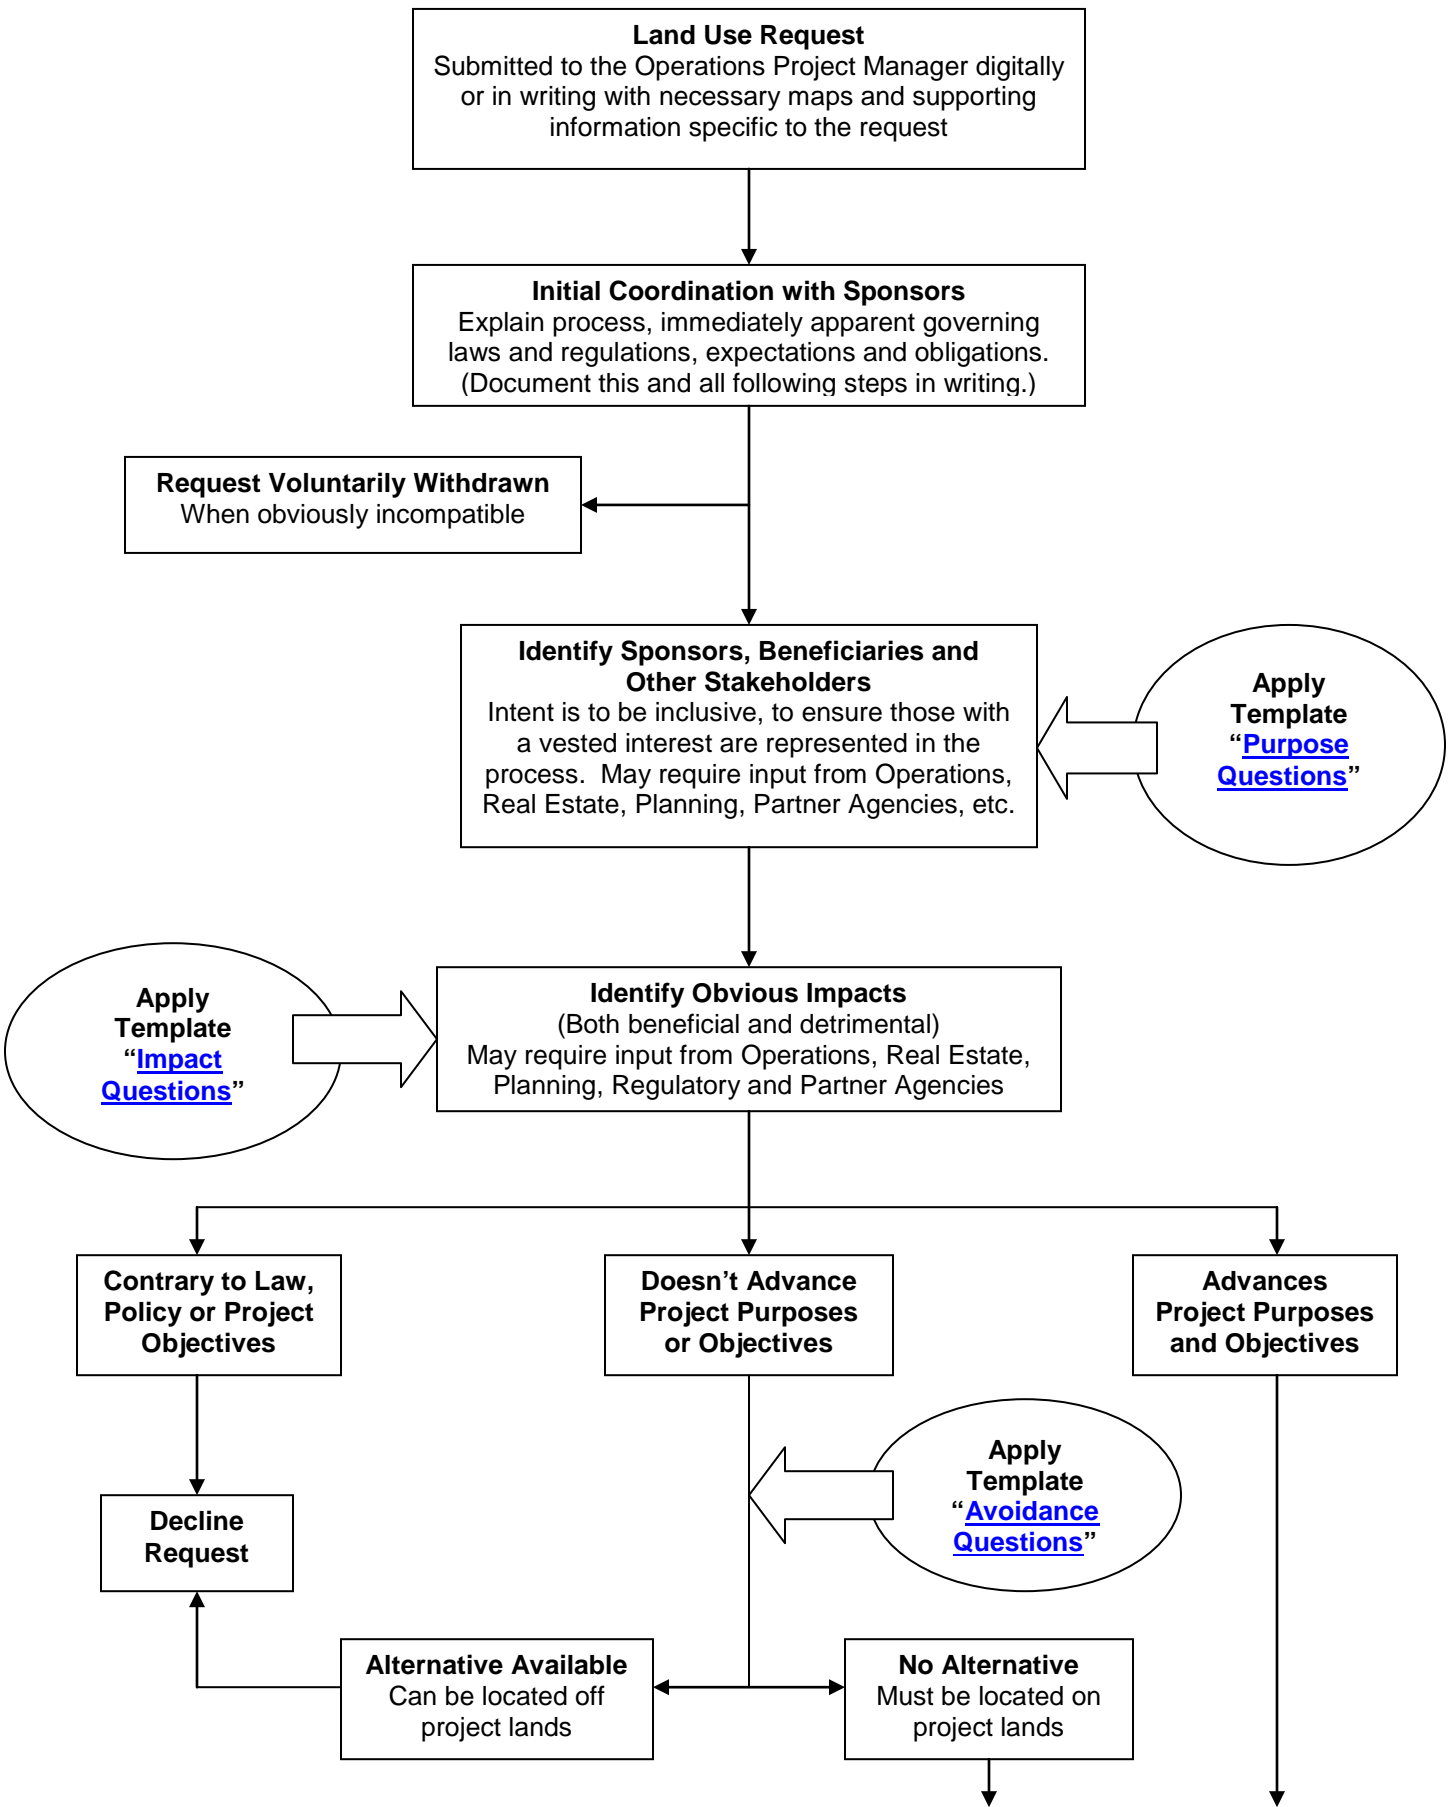 Land Use Request
Submitted to the Operations Project Manager digitally
or in writing with necessary maps and supporting
information specific to the request
Initial Coordination with Sponsors
Explain process, immediately apparent governing
laws and regulations, expectations and obligations.
(Document this and all following steps in writing.)
Request Voluntarily Withdrawn
When obviously incompatible
Identify Sponsors, Beneficiaries and
Other Stakeholders
Intent is to be inclusive, to ensure those with
a vested interest are represented in the
process.  May require input from Operations,
Real Estate, Planning, Partner Agencies, etc.
Apply
Template
“Purpose
Questions”
Apply
Template
“Impact
Questions”
Identify Obvious Impacts
(Both beneficial and detrimental)
May require input from Operations, Real Estate,
Planning, Regulatory and Partner Agencies
Contrary to Law,
Policy or Project
Objectives
Doesn’t Advance
Project Purposes
or Objectives
Advances
Project Purposes
and Objectives
Apply
Template
“Avoidance
Questions”
Decline
Request
Alternative Available
Can be located off
project lands
No Alternative
Must be located on
project lands